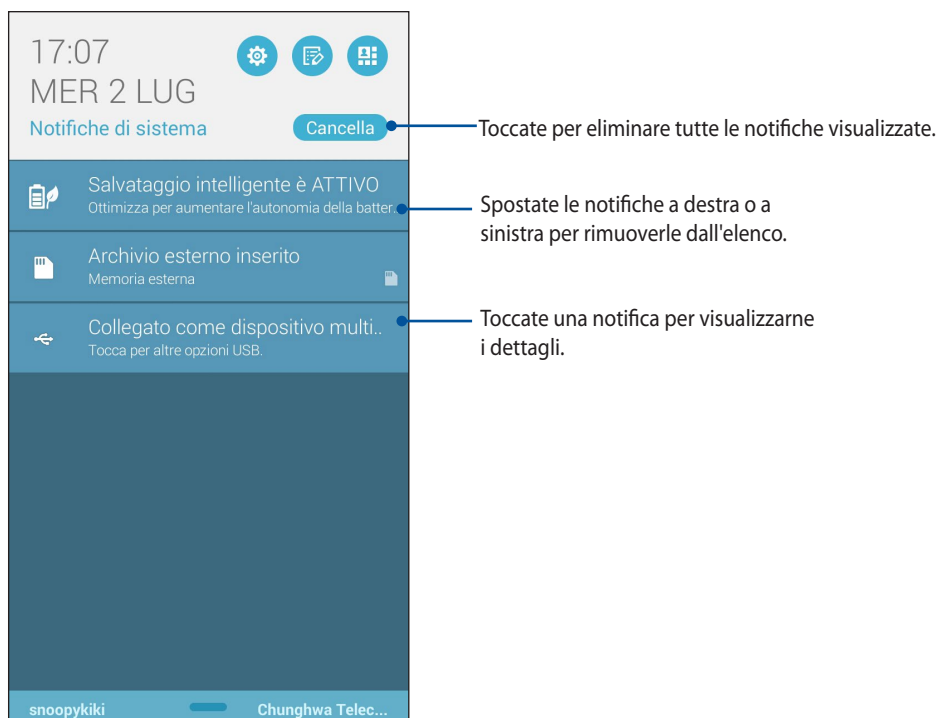 17:07
MER 2 LUG
Notifiche di sistema
Cancella
Toccate per eliminare tutte le notifiche visualizzate.
Salvataggio intelligente è ATTIVO
Ottimizza per aumentare l'autonomia della batter..
Spostate le notifiche a destra o a
sinistra per rimuoverle dall'elenco.
Archivio esterno inserito
Memoria esterna
Collegato come dispositivo multi..
Tocca per altre opzioni USB.
Toccate una notifica per visualizzarne
i dettagli.
snoopykiki
Chunghwa Telec...